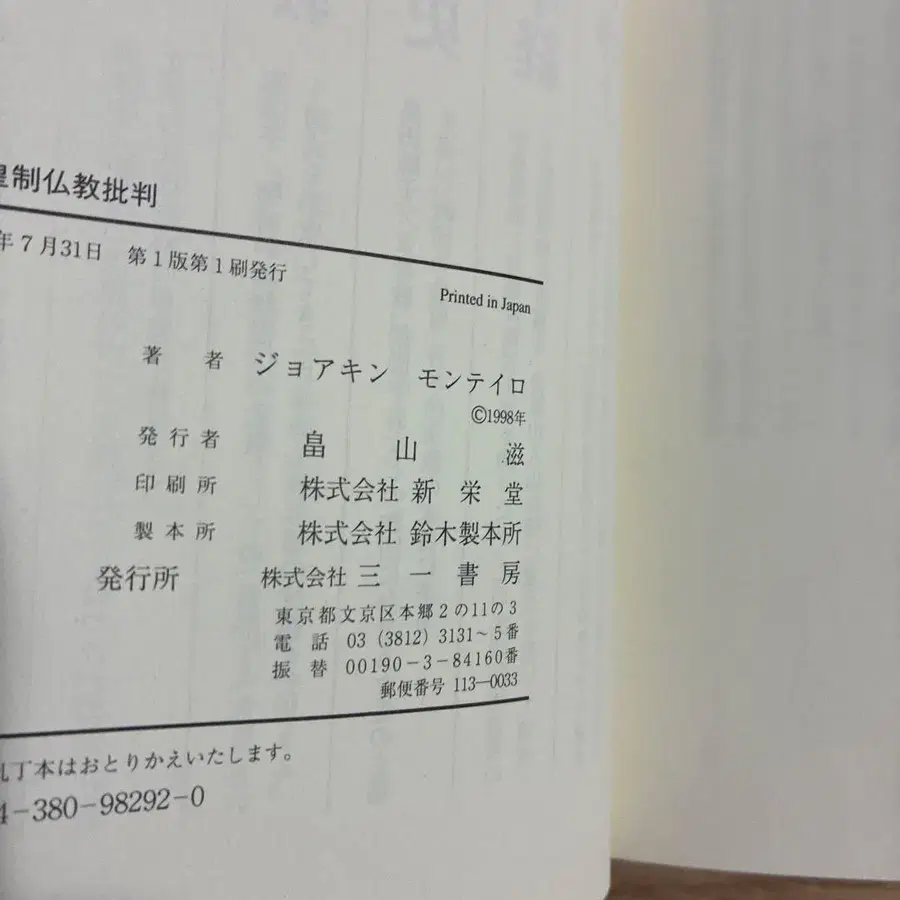 皇制仏教批判
年7月31日 第1版第1刷発行
Printed in Japan
著者 ジョアキン モンテイロ
©1998年
発行者 畠山滋
印刷所 株式会社新栄堂
製本所 株式会社鈴木製本所
発行所 株式会社三一書房
東京都文京区本郷2の11の3
電話 03(3812)3131~5番
振替 00190-3-84160番
郵便番号 113-0033
乱丁本はおとりかえいたします。
4-380-98292-0